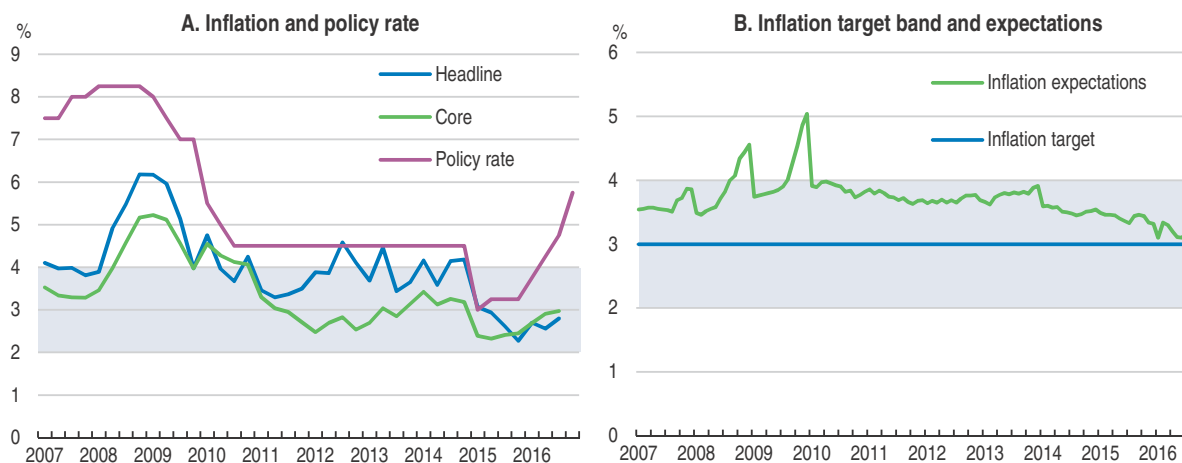 A. Inflation and policy rate
%
9
8
7
6
5
4
3
2
1
0
Headline
Core
Policy rate
2007 2008 2009 2010 2011 2012 2013 2014 2015 2016
B. Inflation target band and expectations
%
6
5
4
3
2
1
0
Inflation expectations
Inflation target
2007 2008 2009 2010 2011 2012 2013 2014 2015 2016